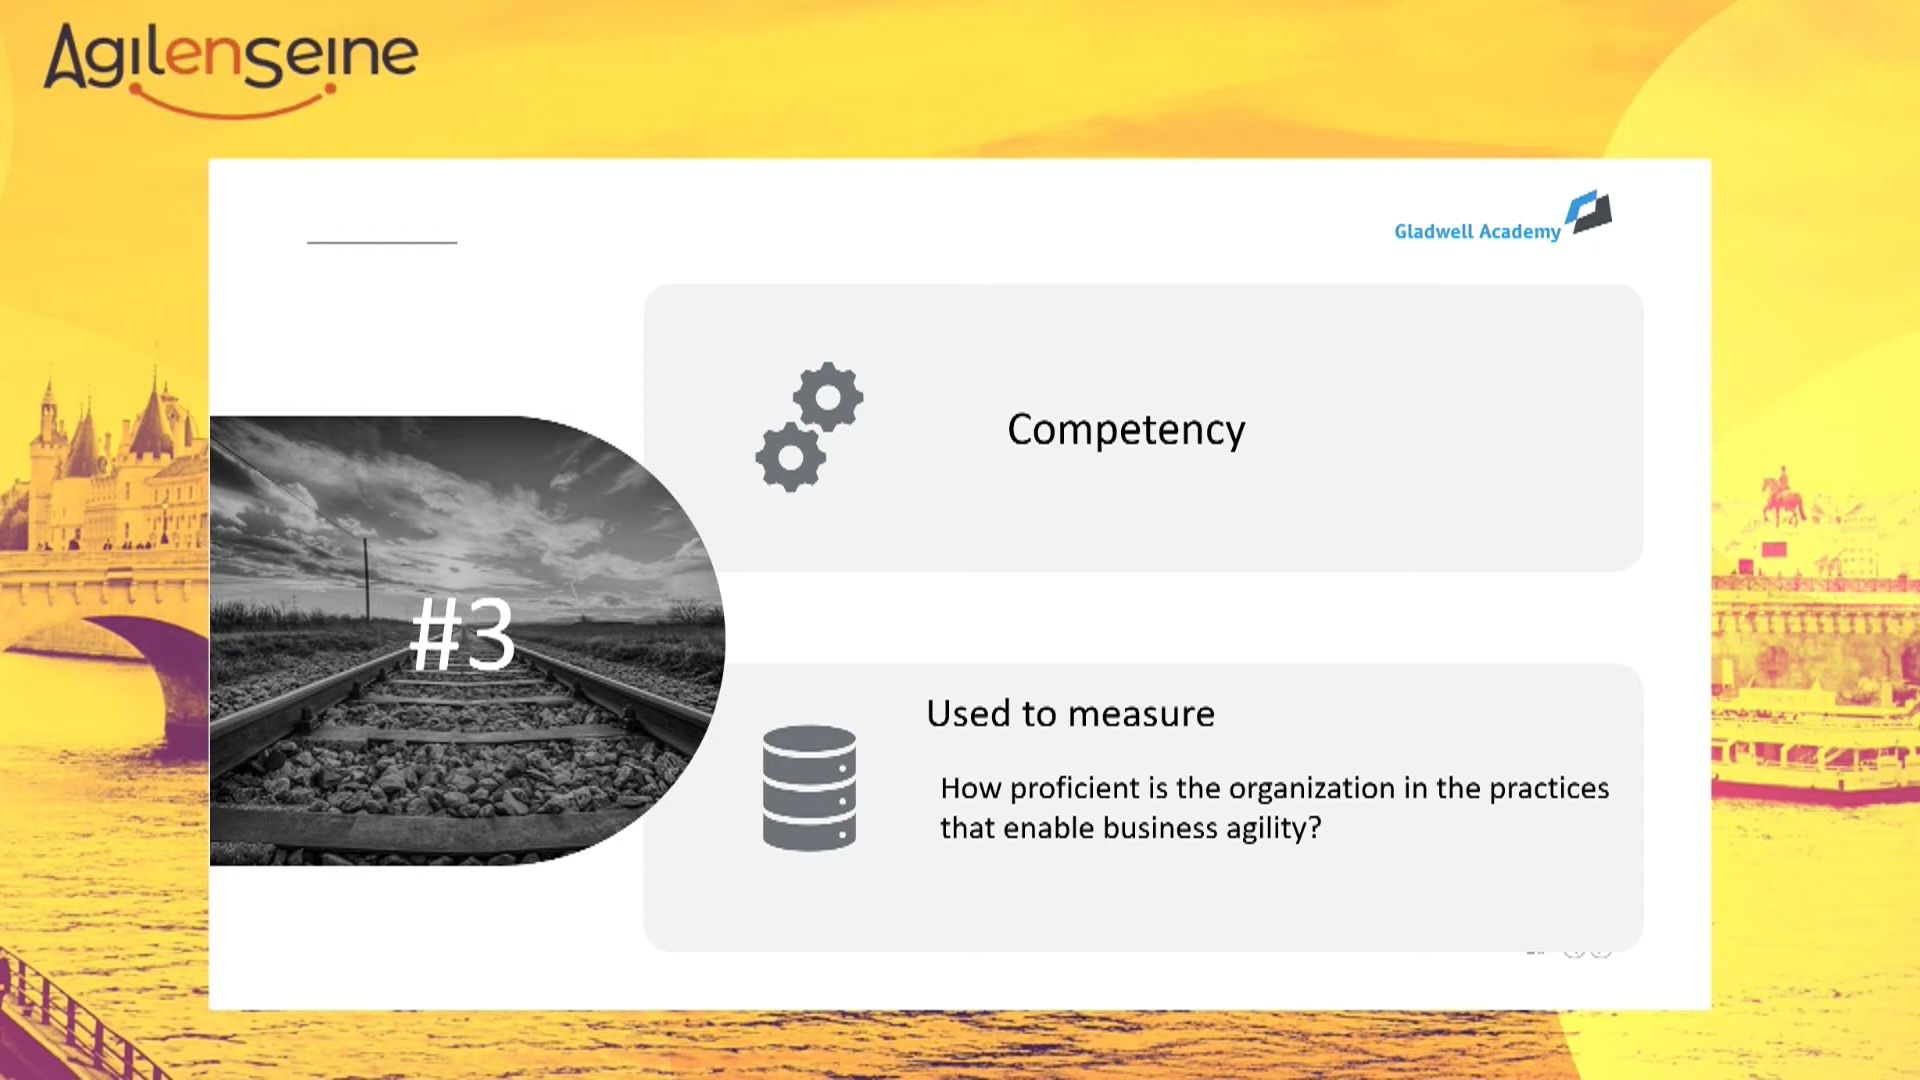 Agilenseine
Gladwell Academy
Competency
#3
Used to measure
How proficient is the organization in the practices
that enable business agility?